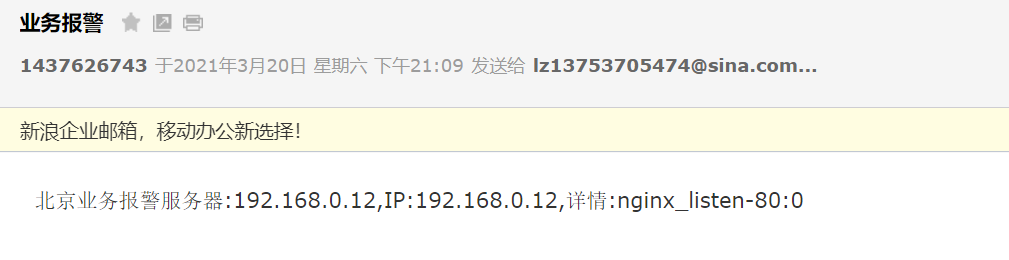 业务报警
1437626743 于2021年3月20日 星期六 下午21:09 发送给 lz13753705474@sina.com...
新浪企业邮箱，移动办公新选择！
北京业务报警服务器:192.168.0.12,IP:192.168.0.12,详情:nginx_listen-80:0